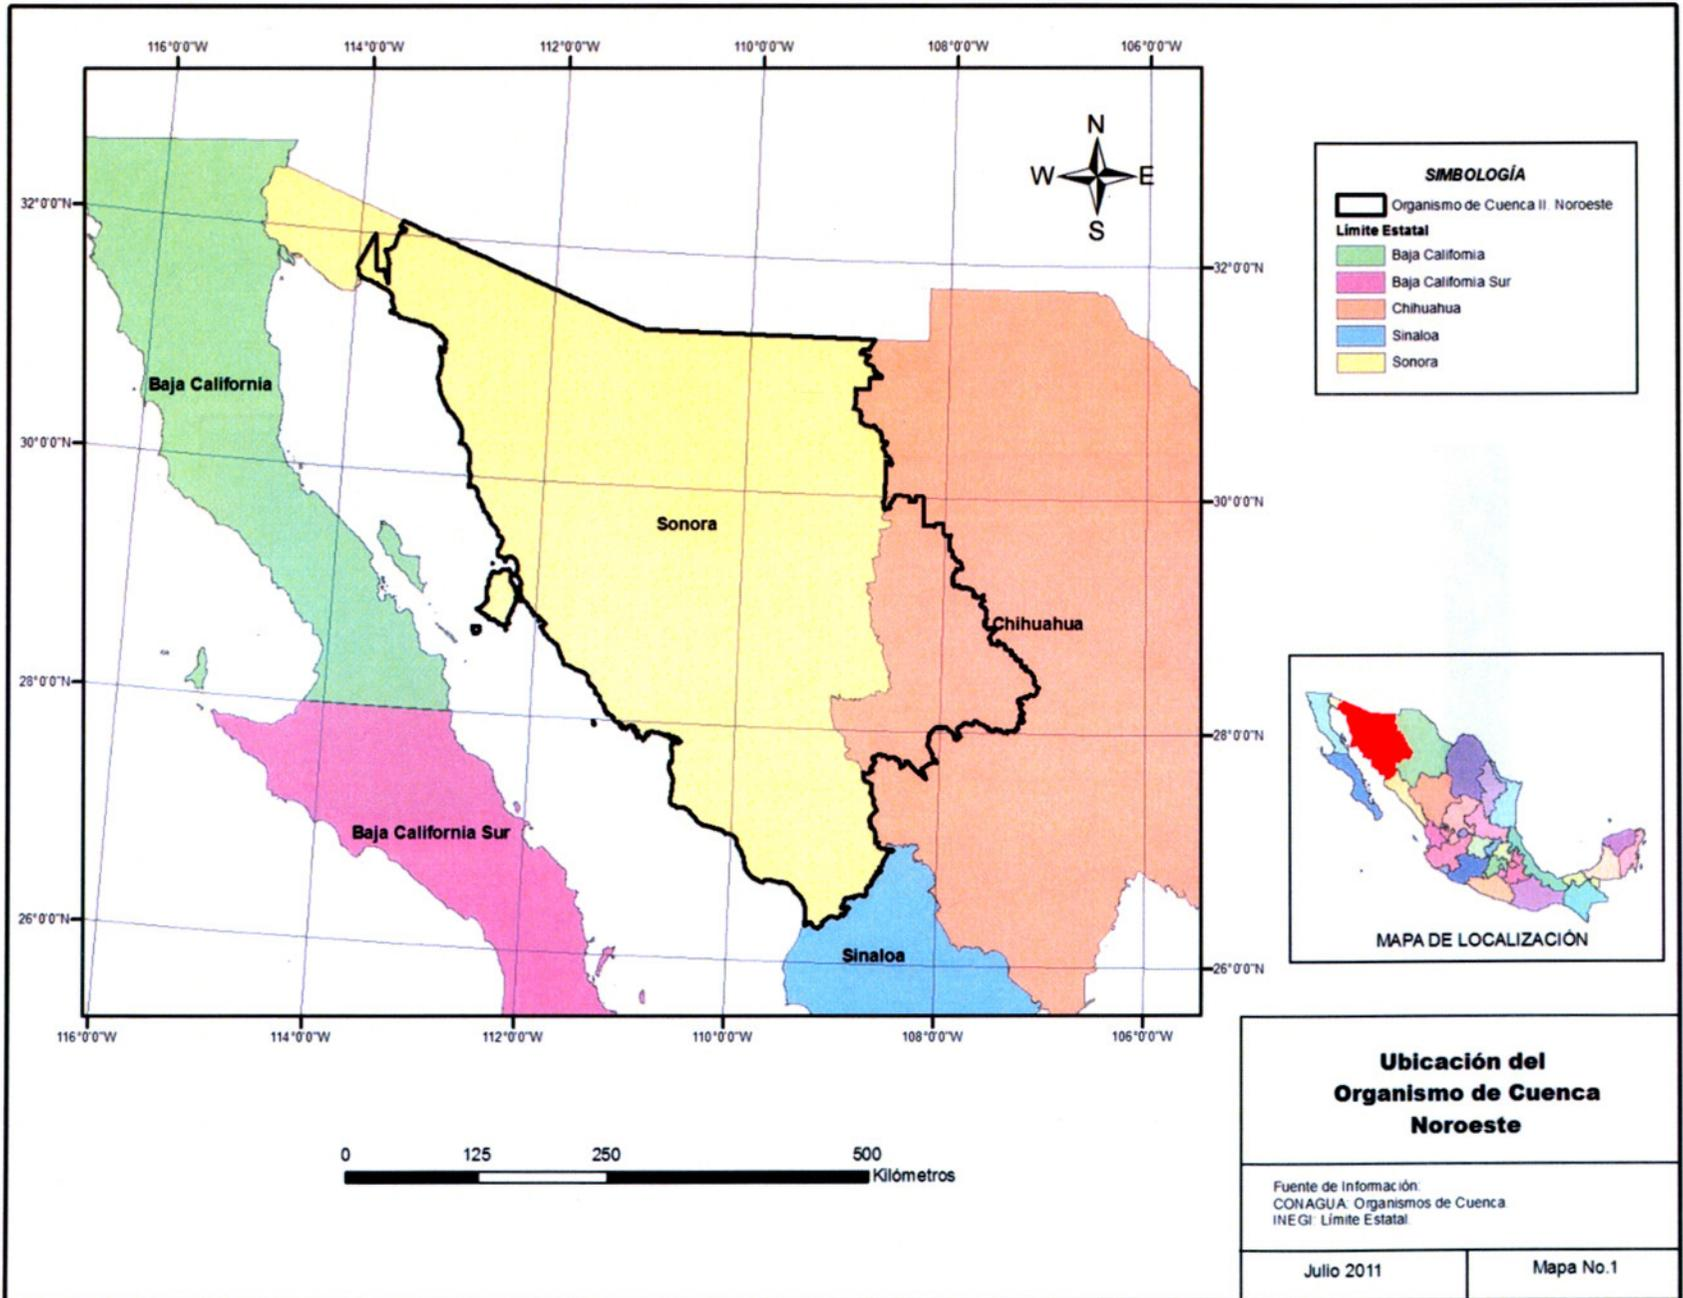 116°0'0"W 114°0'0"W 112°0'0"W 110°0'0"W 108°0'0"W 106°0'0"W
N
W E
S
32°0'0"N
32°0'0"N
30°0'0"N
30°0'0"N
28°0'0"N
28°0'0"N
26°0'0"N
26°0'0"N
Baja California
Sonora
Chihuahua
Baja California Sur
Sinaloa
116°0'0"W 114°0'0"W 112°0'0"W 110°0'0"W 108°0'0"W 106°0'0"W
0 125 250 500
Kilómetros
SIMBOLOGÍA
Organismo de Cuenca II. Noroeste
Límite Estatal
Baja California
Baja California Sur
Chihuahua
Sinaloa
Sonora
MAPA DE LOCALIZACIÓN
Ubicación del
Organismo de Cuenca
Noroeste
Fuente de Información:
CONAGUA: Organismos de Cuenca.
INEGI: Límite Estatal.
Julio 2011 Mapa No.1